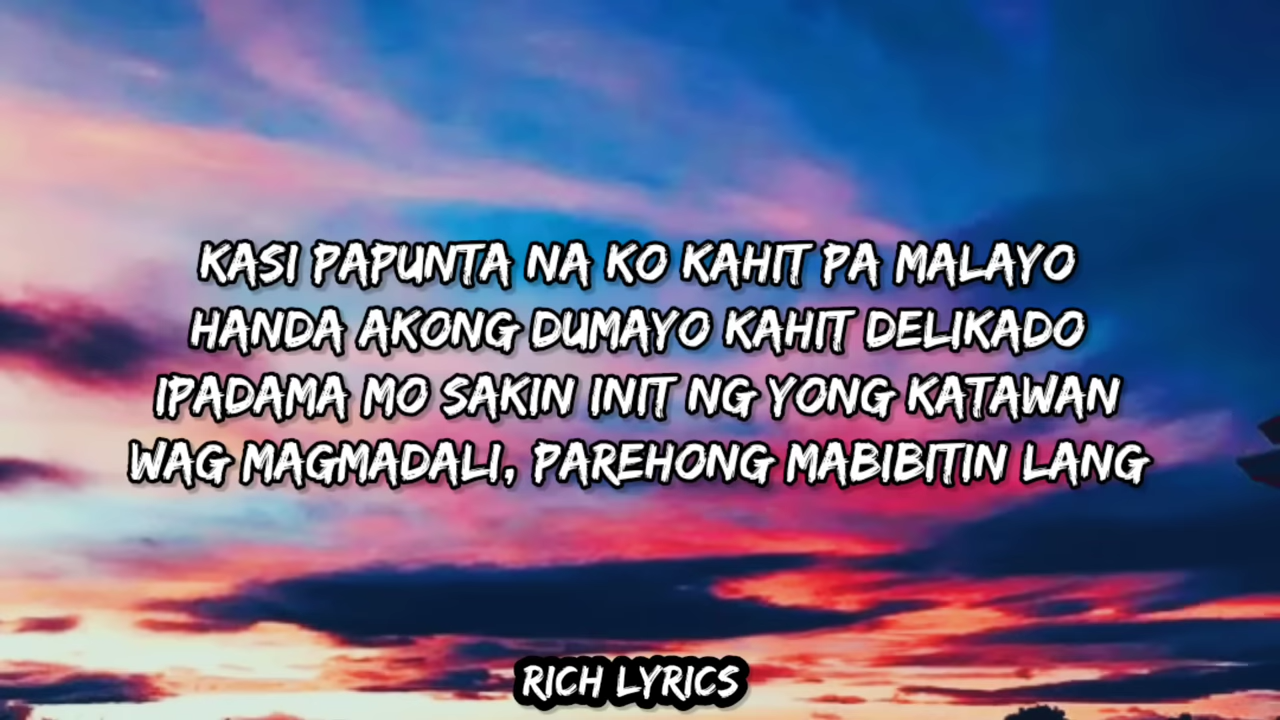 KASI PAPUNTA NA KO KAHIT PA MALAYO
HANDA AKONG DUMAYO KAHIT DELIKADO
IPADAMA MO SAKIN INIT NG YONG KATAWAN
WAG MAGMADALI, PAREHONG MABIBITIN LANG
RICH LYRICS